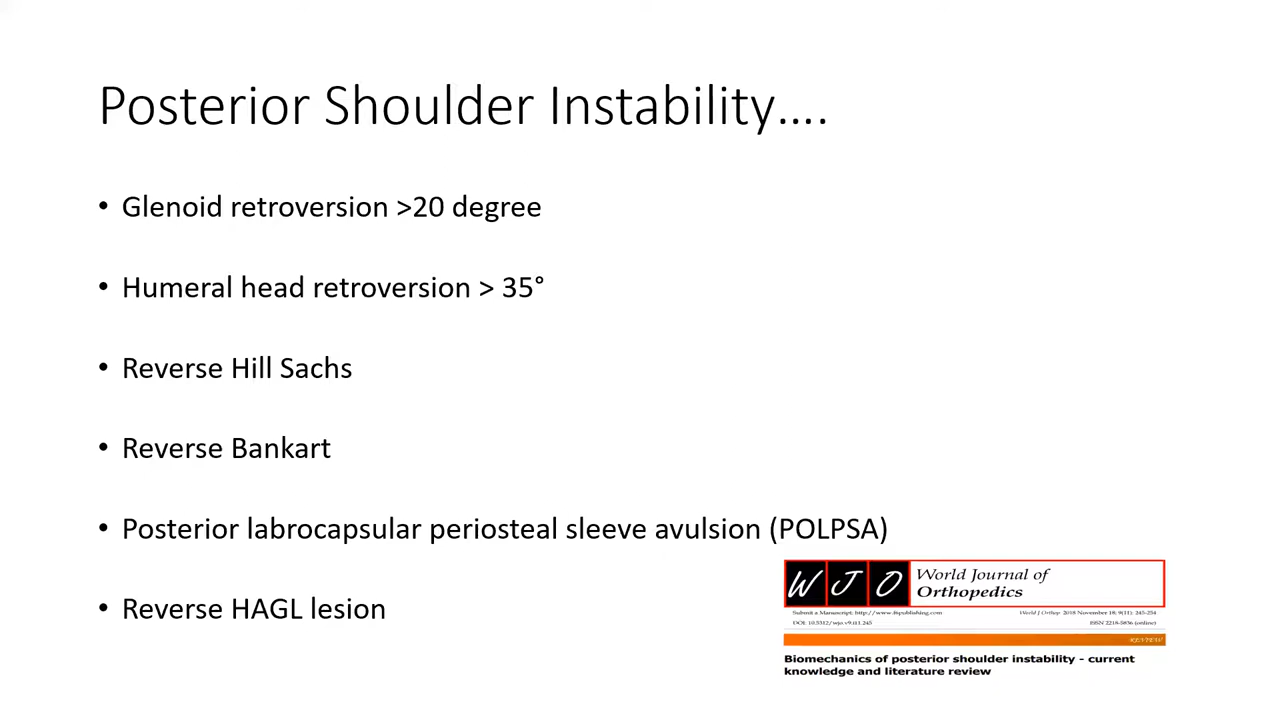 Posterior Shoulder Instability....
• Glenoid retroversion >20 degree
• Humeral head retroversion > 35°
• Reverse Hill Sachs
• Reverse Bankart
• Posterior labrocapsular periosteal sleeve avulsion (POLPSA)
• Reverse HAGL lesion
W J O
World Journal of
Orthopedics
Submit a Manuscript: http://www.f6publishing.com
World J Orthop 2018 November 18; 9(11): 245-254
DOI: 10.5312/wjo.v9.i11.245
ISSN 2218-5836 (online)
REVIEW
Biomechanics of posterior shoulder instability - current
knowledge and literature review